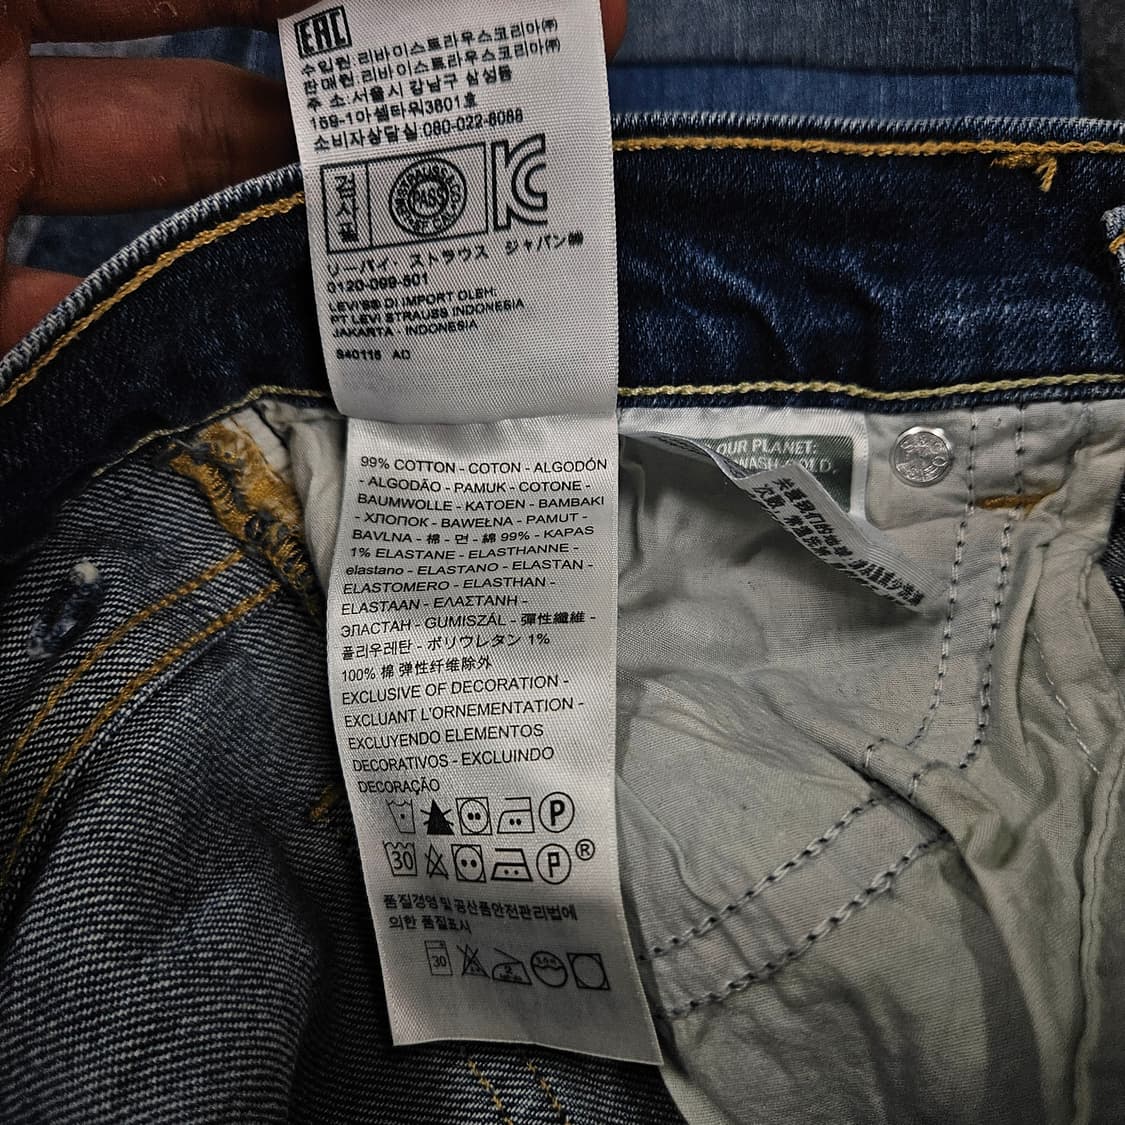 EAC
수입원:리바이스트라우스코리아㈜
판매원:리바이스트라우스코리아㈜
주 소:서울시 강남구 삼성동
159-1아셈타워3601호
소비자상담실:080-022-8088
PASS
リーバイ・ストラウス ジャパン㈱
0120-099-501
LEVI'S® DI IMPORT OLEH:
PT LEVI STRAUSS INDONESIA
JAKARTA - INDONESIA
S40115 AD
99% COTTON - COTON - ALGODÓN
- ALGODÃO - PAMUK - COTONE -
BAUMWOLLE - KATOEN - ΒΑΜΒΑΚΙ
- ХЛОПОК - BAWEŁNA - PAMUT -
BAVLNA - 棉 - 면 - 綿 99% - KAPAS
1% ELASTANE - ELASTHANNE -
elastano - ELASTANO - ELASTAN -
ELASTOMERO - ELASTHAN -
ELASTAAN - ΕΛΑΣΤΑΝΗ -
ЭЛАСТАН - GUMISZÁL - 彈性纖維 -
폴리우레탄 - ポリウレタン 1%
100% 棉 弹性纤维除外
EXCLUSIVE OF DECORATION -
EXCLUANT L'ORNEMENTATION -
EXCLUYENDO ELEMENTOS
DECORATIVOS - EXCLUINDO
DECORAÇÃO
P
30 P ®
품질경영및공산품안전관리법에
의한 품질표시
30 2
OUR PLANET:
WASH COLD.